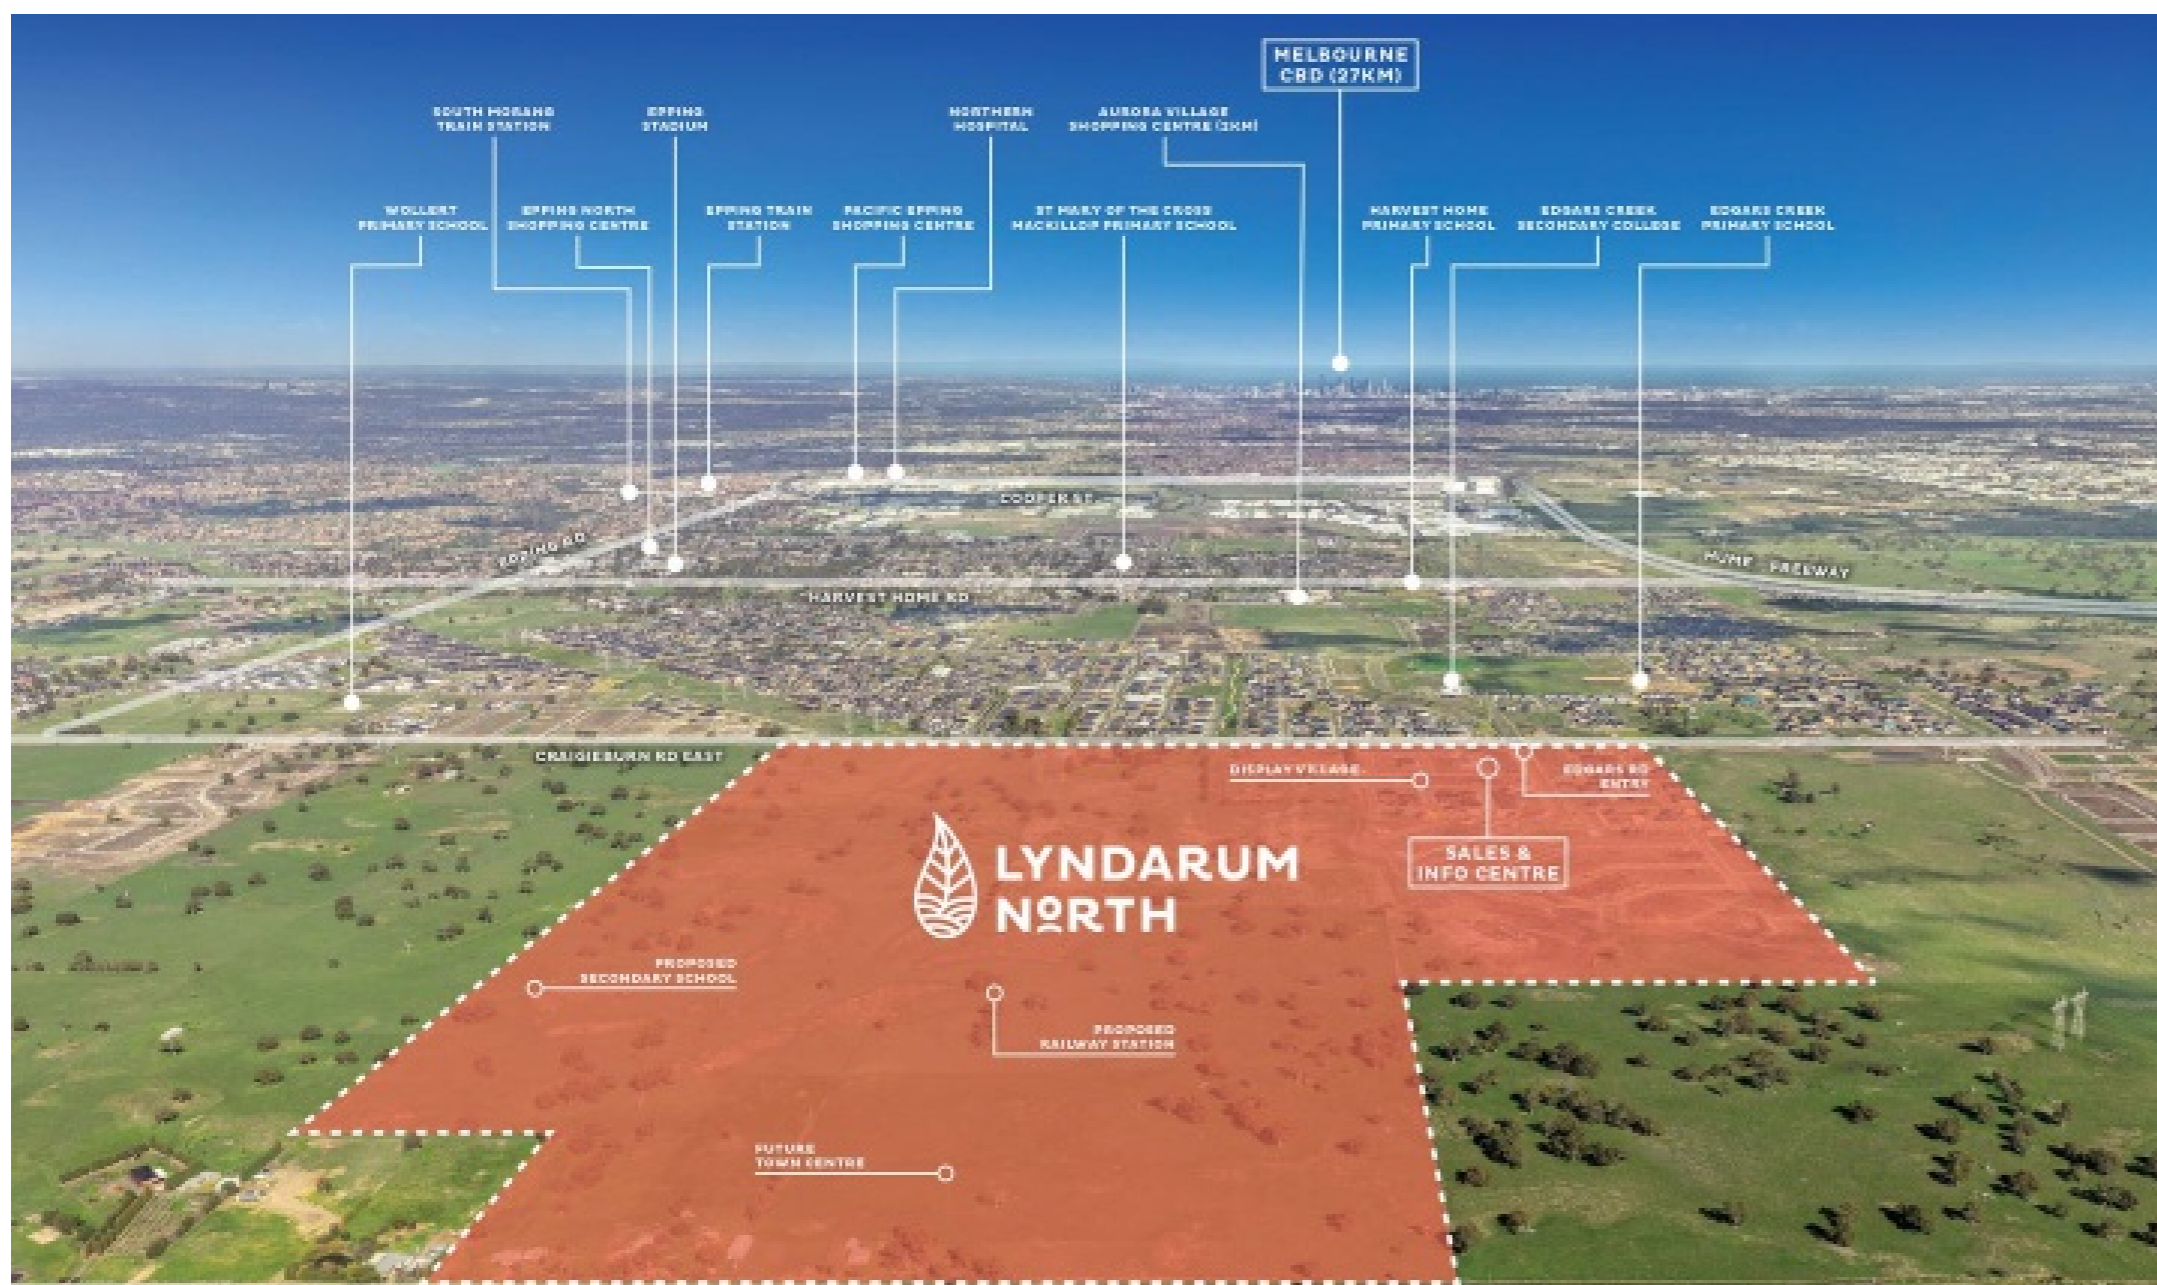 MELBOURNE
CBD (27KM)
SOUTH MORANG
TRAIN STATION
EPPING
STADIUM
NORTHERN
HOSPITAL
AURORA VILLAGE
SHOPPING CENTRE (2KM)
WOLLERT
PRIMARY SCHOOL
EPPING NORTH
SHOPPING CENTRE
EPPING TRAIN
STATION
PACIFIC EPPING
SHOPPING CENTRE
ST MARY OF THE CROSS
MACKILLOP PRIMARY SCHOOL
HARVEST HOME
PRIMARY SCHOOL
EDGARS CREEK
SECONDARY COLLEGE
EDGARS CREEK
PRIMARY SCHOOL
COOPER ST
EPPING RD
HUME FREEWAY
HARVEST HOME RD
CRAIGIEBURN RD EAST
DISPLAY VILLAGE
EDGARS RD
ENTRY
LYNDARUM
NORTH
SALES &
INFO CENTRE
PROPOSED
SECONDARY SCHOOL
PROPOSED
RAILWAY STATION
FUTURE
TOWN CENTRE